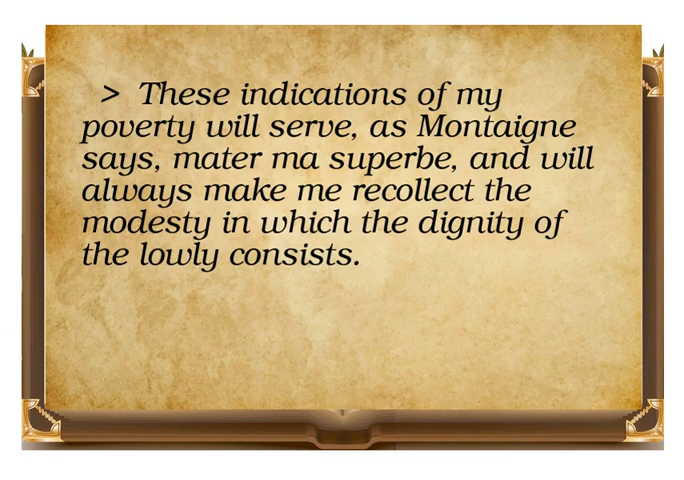 > These indications of my
poverty will serve, as Montaigne
says, mater ma superbe, and will
always make me recollect the
modesty in which the dignity of
the lowly consists.